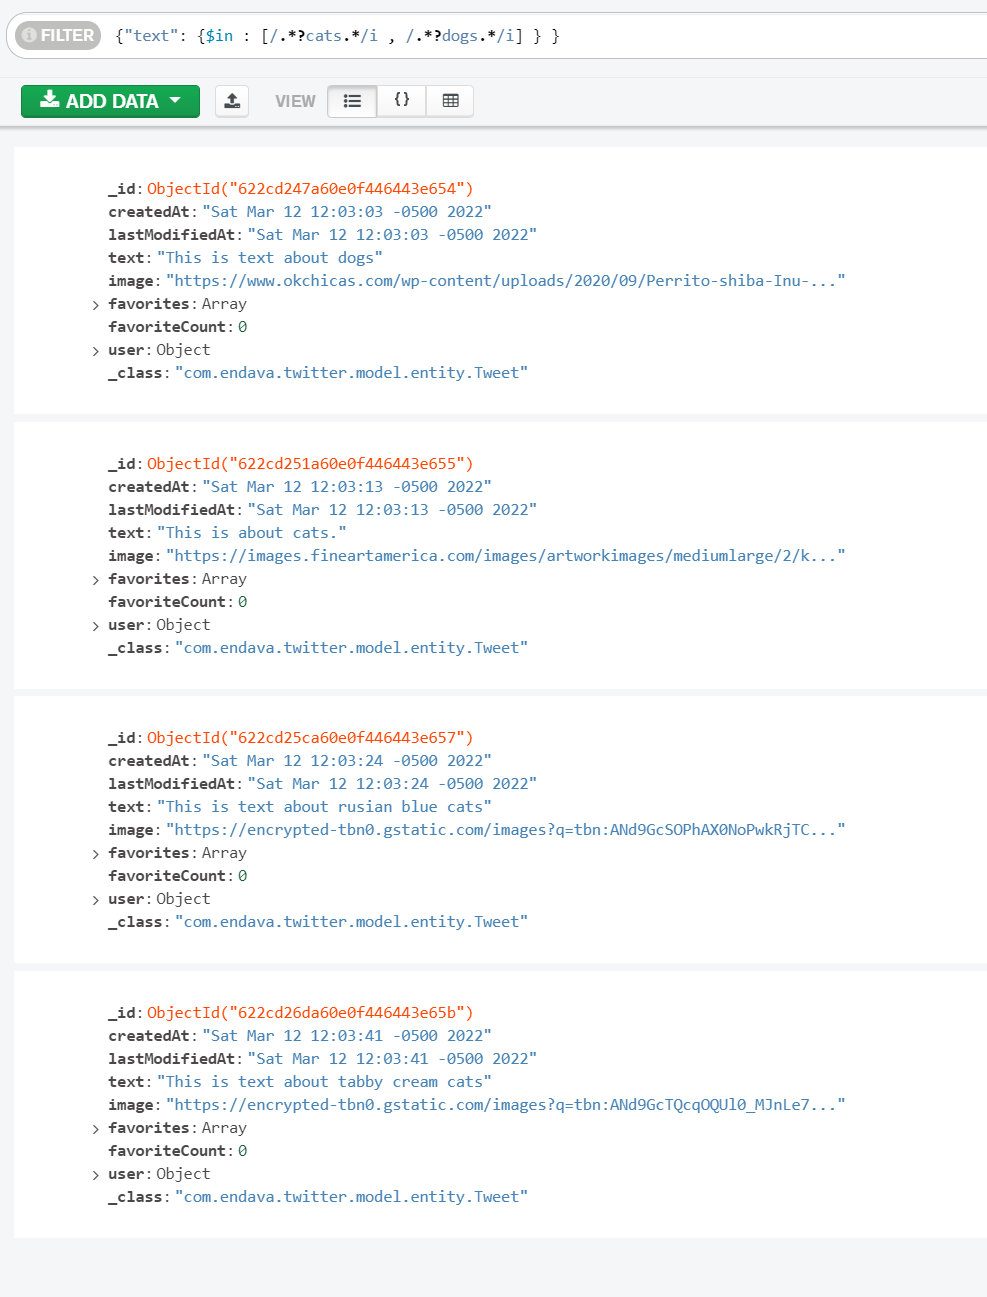 FILTER {"text": {$in : [/.*?cats.*/i , /.*?dogs.*/i] } }
ADD DATA VIEW {}
_id: ObjectId("622cd247a60e0f446443e654")
createdAt: "Sat Mar 12 12:03:03 -0500 2022"
lastModifiedAt: "Sat Mar 12 12:03:03 -0500 2022"
text: "This is text about dogs"
image: "https://www.okchicas.com/wp-content/uploads/2020/09/Perrito-shiba-Inu-..."
favorites: Array
favoriteCount: 0
user: Object
_class: "com.endava.twitter.model.entity.Tweet"
_id: ObjectId("622cd251a60e0f446443e655")
createdAt: "Sat Mar 12 12:03:13 -0500 2022"
lastModifiedAt: "Sat Mar 12 12:03:13 -0500 2022"
text: "This is about cats."
image: "https://images.fineartamerica.com/images/artworkimages/mediumlarge/2/k..."
favorites: Array
favoriteCount: 0
user: Object
_class: "com.endava.twitter.model.entity.Tweet"
_id: ObjectId("622cd25ca60e0f446443e657")
createdAt: "Sat Mar 12 12:03:24 -0500 2022"
lastModifiedAt: "Sat Mar 12 12:03:24 -0500 2022"
text: "This is text about rusian blue cats"
image: "https://encrypted-tbn0.gstatic.com/images?q=tbn:ANd9GcSOPhAX0NoPwkRjTC..."
favorites: Array
favoriteCount: 0
user: Object
_class: "com.endava.twitter.model.entity.Tweet"
_id: ObjectId("622cd26da60e0f446443e65b")
createdAt: "Sat Mar 12 12:03:41 -0500 2022"
lastModifiedAt: "Sat Mar 12 12:03:41 -0500 2022"
text: "This is text about tabby cream cats"
image: "https://encrypted-tbn0.gstatic.com/images?q=tbn:ANd9GcTQcqOQUl0_MJnLe7..."
favorites: Array
favoriteCount: 0
user: Object
_class: "com.endava.twitter.model.entity.Tweet"